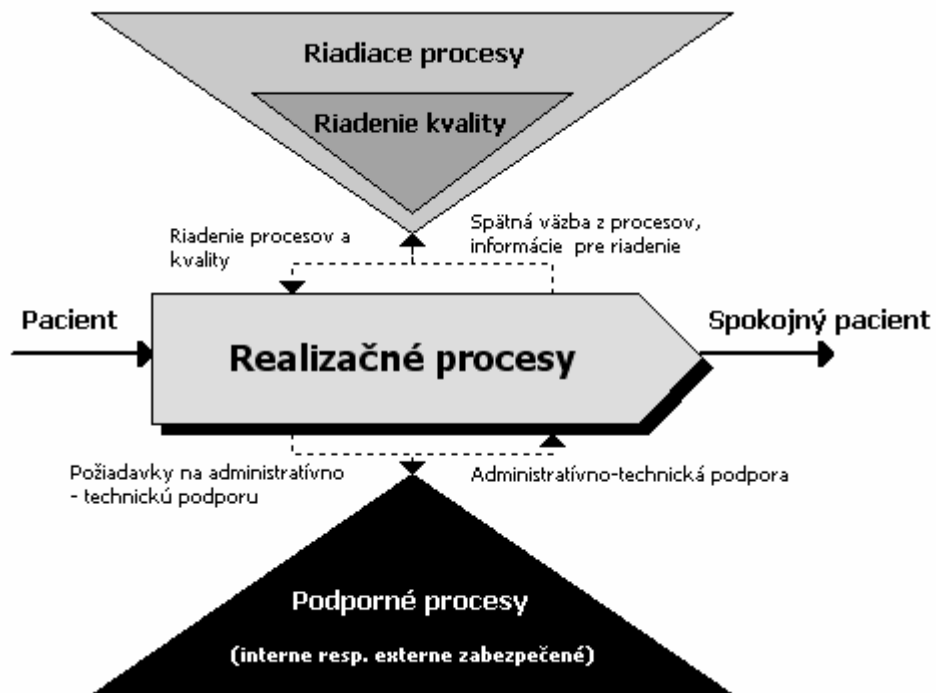 Riadiace procesy
Riadenie kvality
Riadenie procesov a
kvality
Spätná väzba z procesov,
informácie pre riadenie
Pacient
Realizačné procesy
Spokojný pacient
Požiadavky na administratívno
- technickú podporu
Administratívno-technická podpora
Podporné procesy
(interne resp. externe zabezpečené)